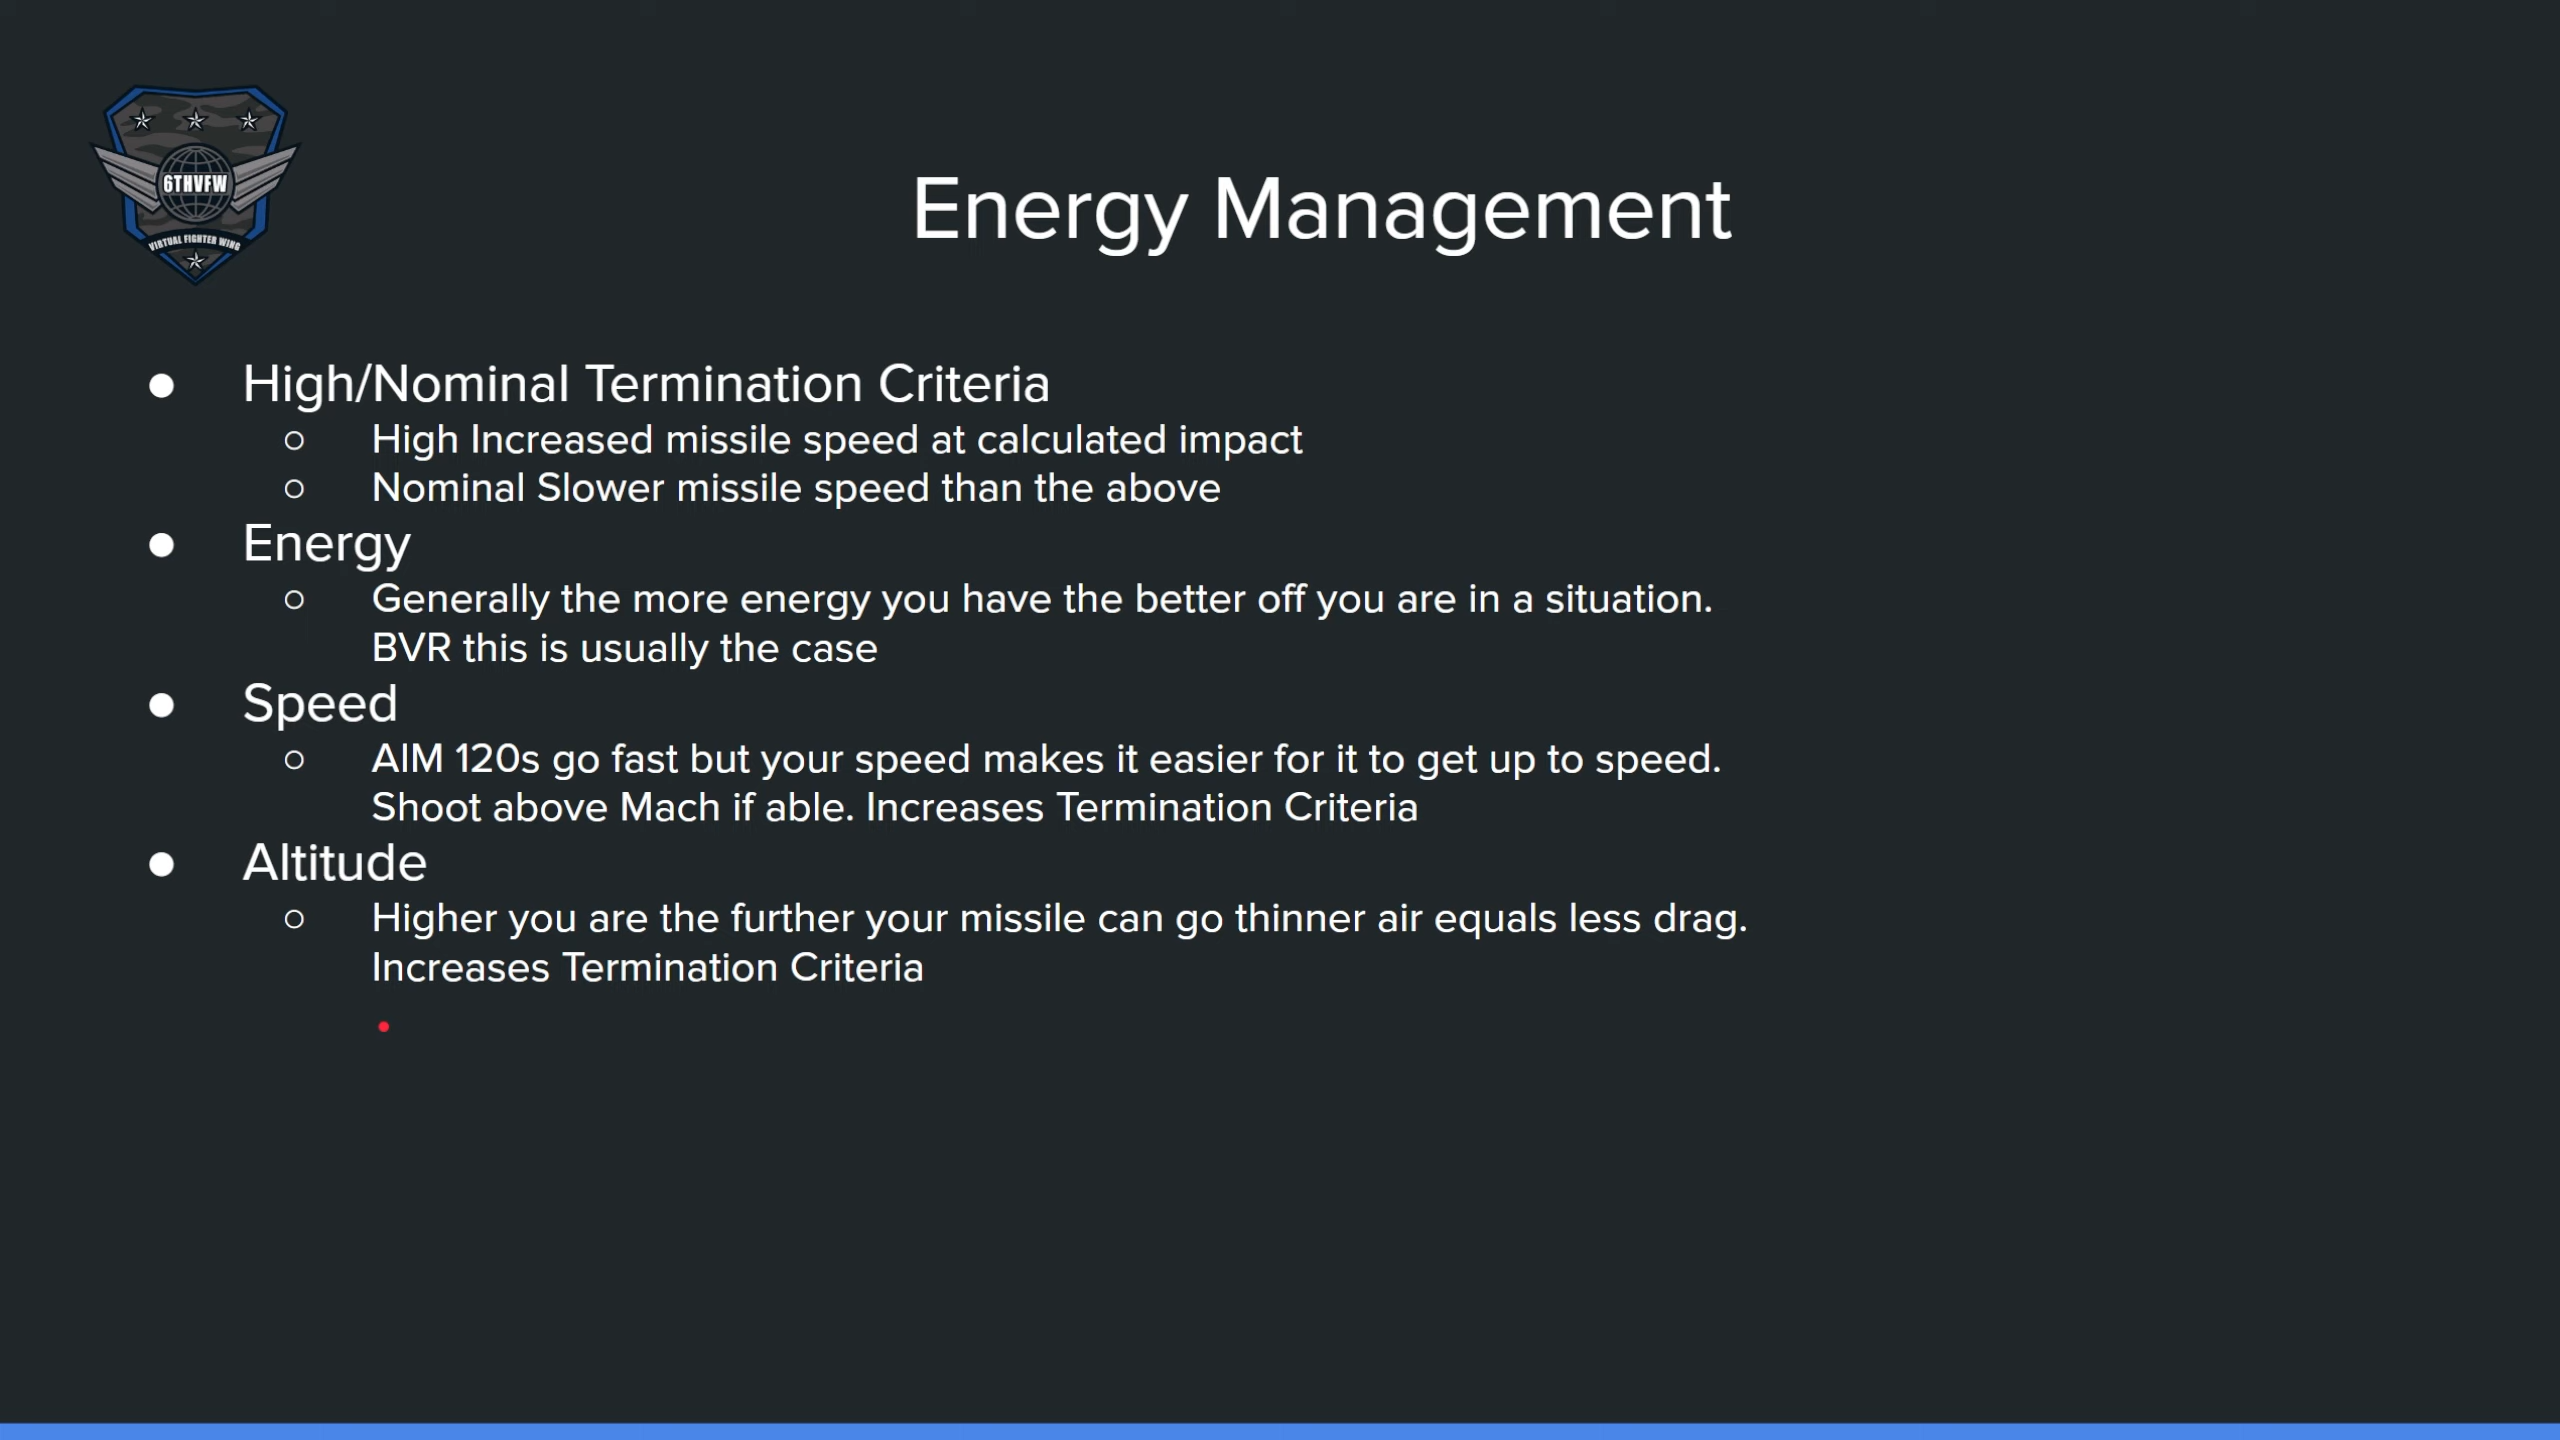 6THVFW
VIRTUAL FIGHTER WING
Energy Management
● High/Nominal Termination Criteria
○ High Increased missile speed at calculated impact
○ Nominal Slower missile speed than the above
● Energy
○ Generally the more energy you have the better off you are in a situation.
BVR this is usually the case
● Speed
○ AIM 120s go fast but your speed makes it easier for it to get up to speed.
Shoot above Mach if able. Increases Termination Criteria
● Altitude
○ Higher you are the further your missile can go thinner air equals less drag.
Increases Termination Criteria